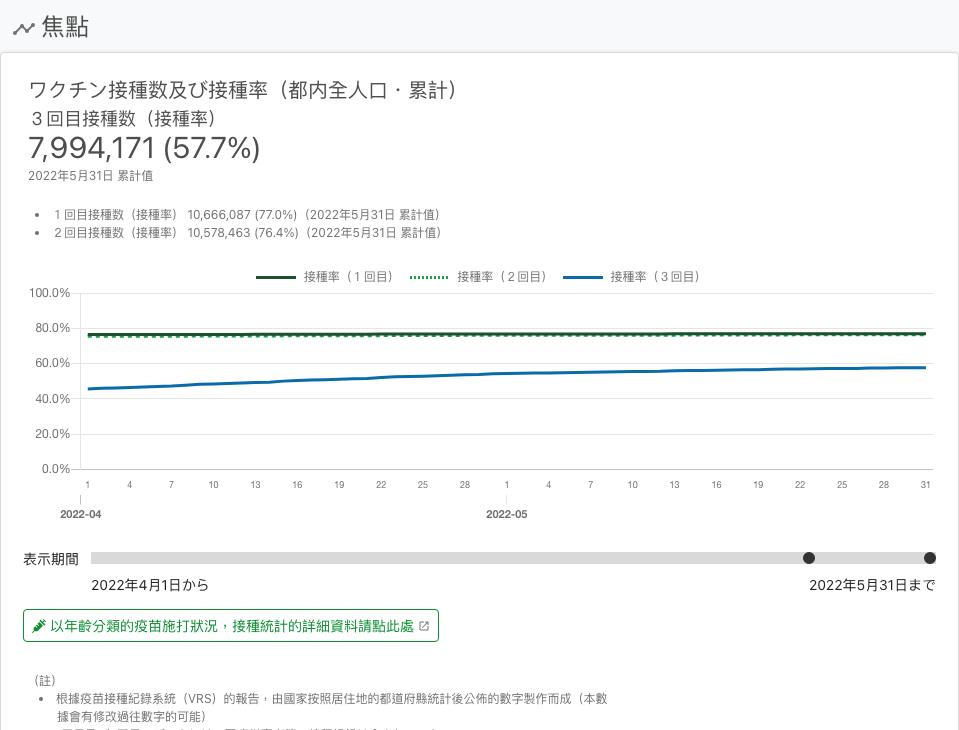 焦點
ワクチン接種数及び接種率（都内全人口・累計）
３回目接種数（接種率）
7,994,171 (57.7%)
2022年5月31日 累計值
• １回目接種数（接種率） 10,666,087 (77.0%)（2022年5月31日 累計值）
• ２回目接種数（接種率） 10,578,463 (76.4%)（2022年5月31日 累計值）
接種率（１回目） 接種率（２回目） 接種率（３回目）
100.0%
80.0%
60.0%
40.0%
20.0%
0.0%
1 4 7 10 13 16 19 22 25 28 1 4 7 10 13 16 19 22 25 28 31
2022-04 2022-05
表示期間
2022年4月1日から 2022年5月31日まで
以年齡分類的疫苗施打狀況，接種統計的詳細資料請點此處
（註）
• 根據疫苗接種紀錄系統（VRS）的報告，由國家按照居住地的都道府縣統計後公佈的數字製作而成（本數
據會有修改過往數字的可能）